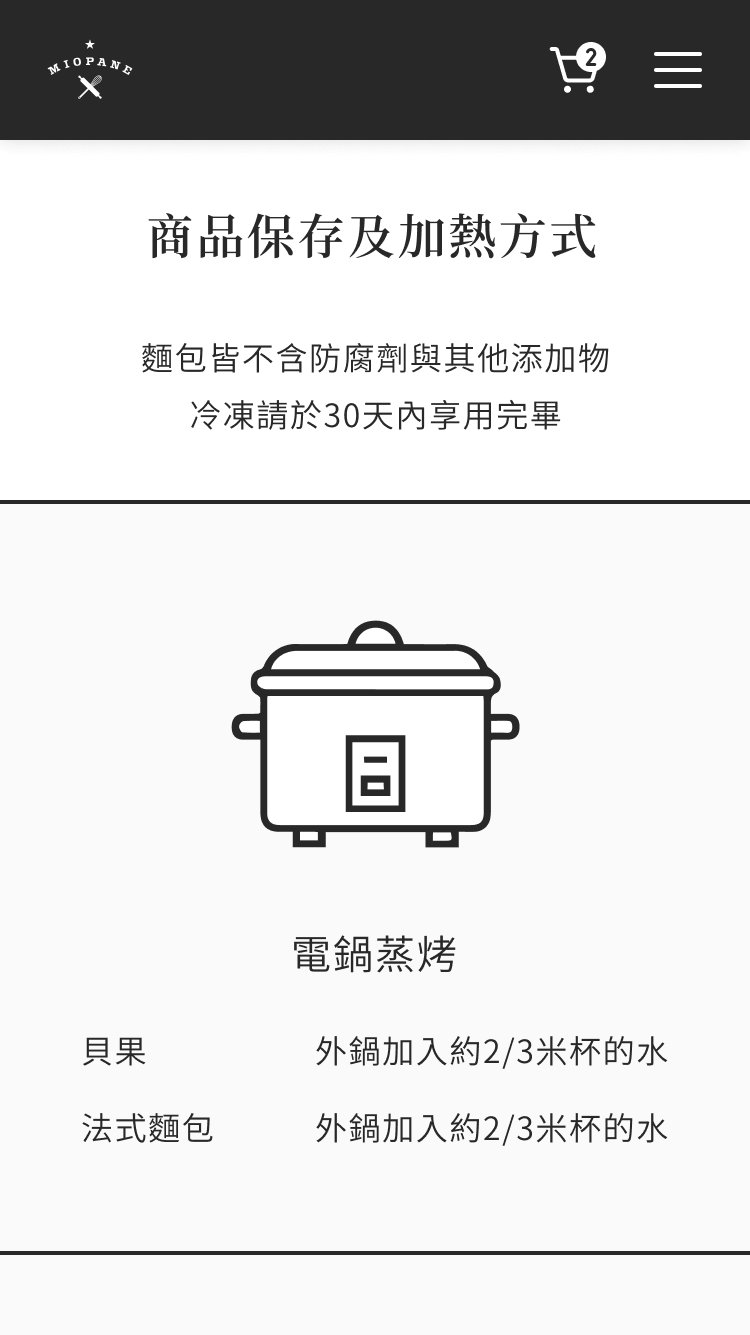 MIOPANE
2
商品保存及加熱方式
麵包皆不含防腐劑與其他添加物
冷凍請於30天內享用完畢
電鍋蒸烤
貝果 外鍋加入約2/3米杯的水
法式麵包 外鍋加入約2/3米杯的水